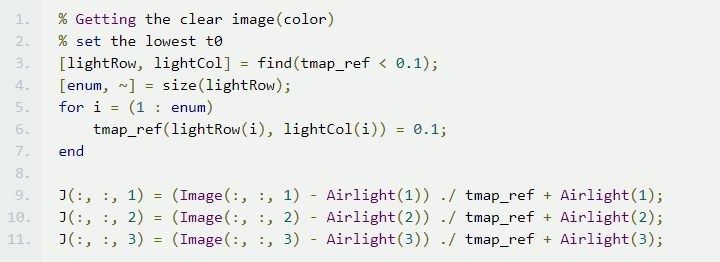 1. % Getting the clear image(color)
2. % set the lowest t0
3. [lightRow, lightCol] = find(tmap_ref < 0.1);
4. [enum, ~] = size(lightRow);
5. for i = (1 : enum)
6.     tmap_ref(lightRow(i), lightCol(i)) = 0.1;
7. end
8.
9. J(:, :, 1) = (Image(:, :, 1) - Airlight(1)) ./ tmap_ref + Airlight(1);
10. J(:, :, 2) = (Image(:, :, 2) - Airlight(2)) ./ tmap_ref + Airlight(2);
11. J(:, :, 3) = (Image(:, :, 3) - Airlight(3)) ./ tmap_ref + Airlight(3);